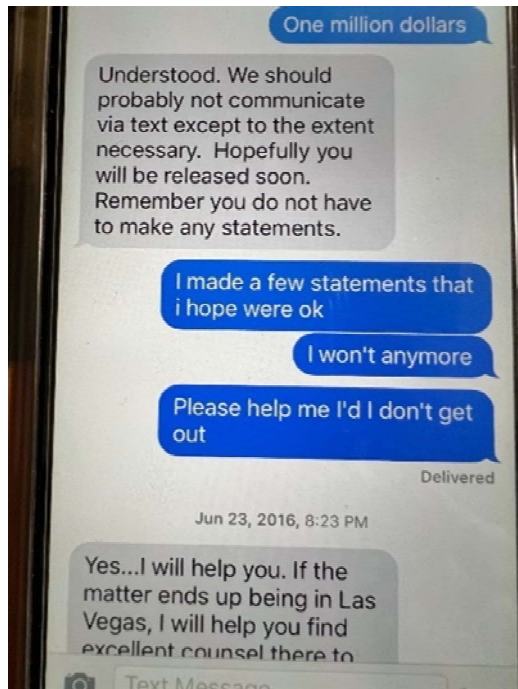 One million dollars
Understood. We should
probably not communicate
via text except to the extent
necessary.  Hopefully you
will be released soon.
Remember you do not have
to make any statements.
I made a few statements that
i hope were ok
I won't anymore
Please help me I'd I don't get
out
Delivered
Jun 23, 2016, 8:23 PM
Yes...I will help you. If the
matter ends up being in Las
Vegas, I will help you find
excellent counsel there to
Text Message